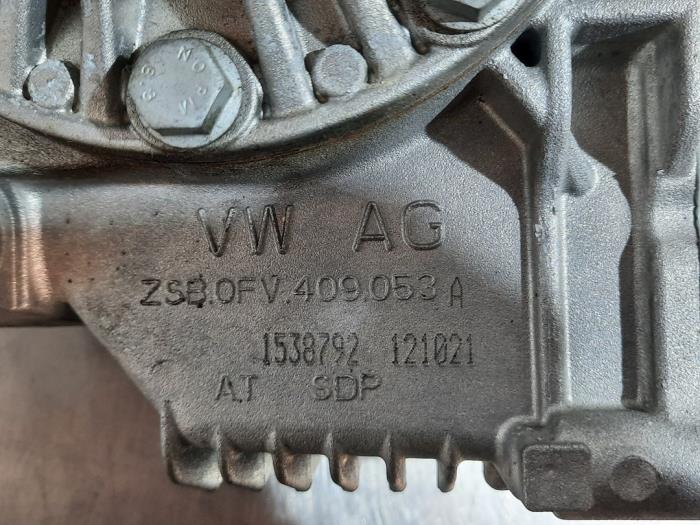 VW AG
ZSB.0FV.409.053 A
1538792 121021
AT SDP